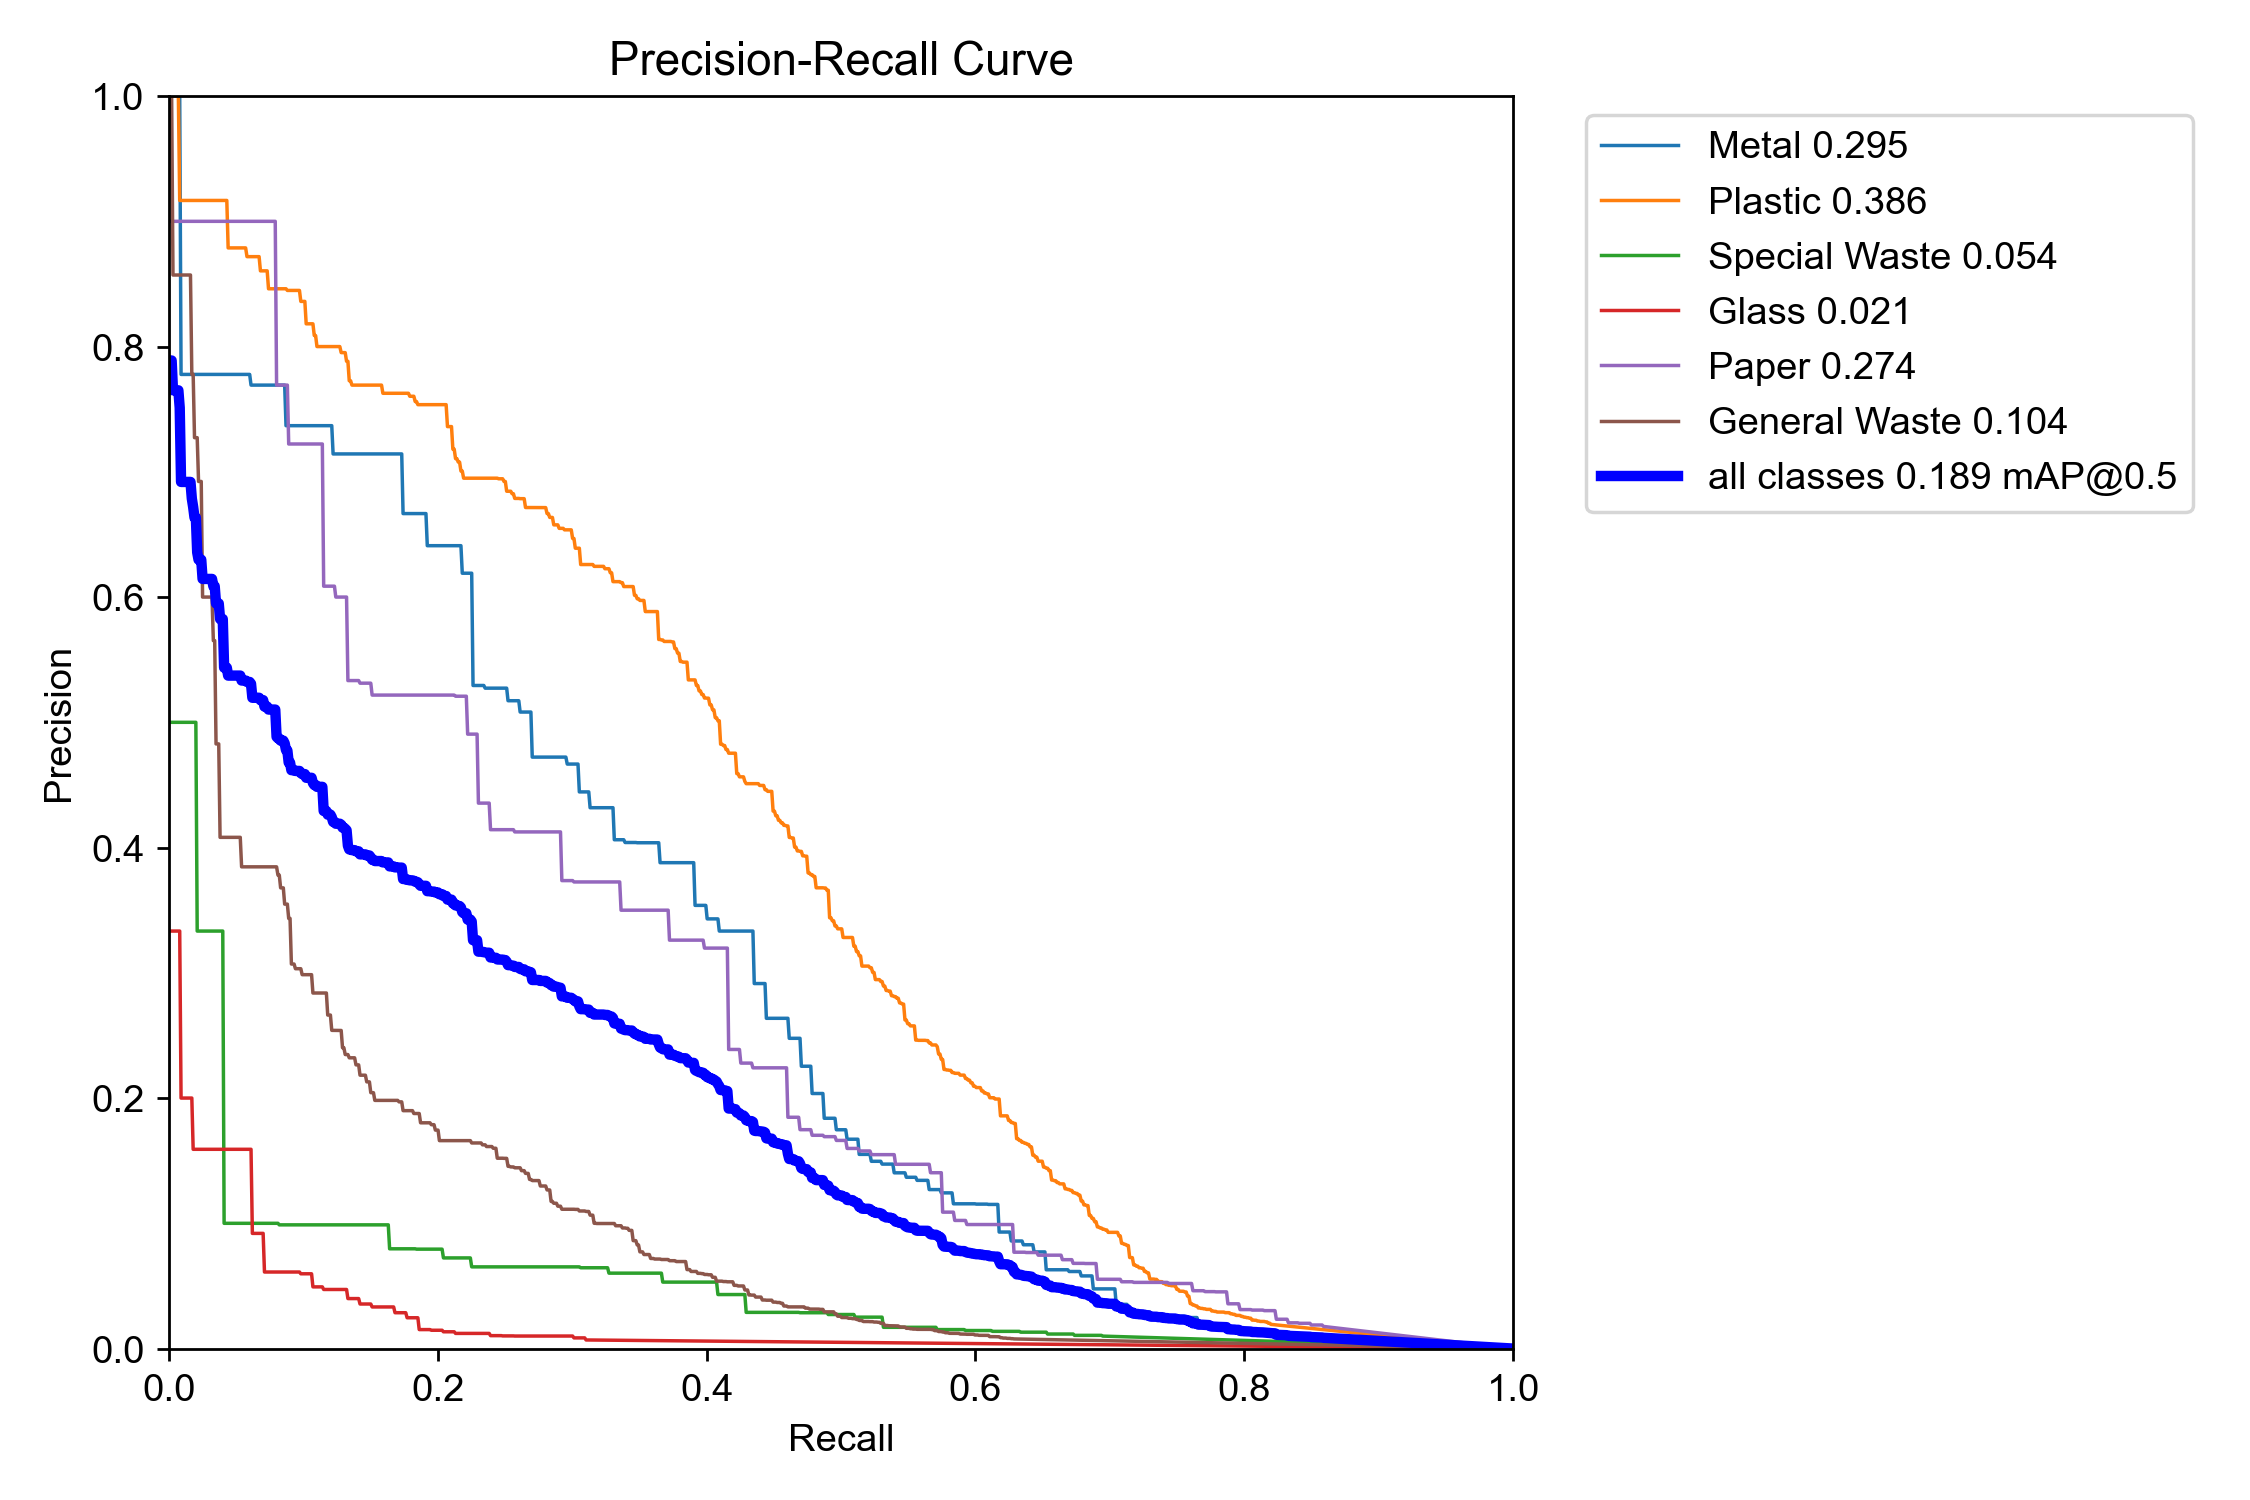 Precision-Recall Curve
1.0
0.8
0.6
0.4
0.2
0.0
Precision
0.0 0.2 0.4 0.6 0.8 1.0
Recall
Metal 0.295
Plastic 0.386
Special Waste 0.054
Glass 0.021
Paper 0.274
General Waste 0.104
all classes 0.189 mAP@0.5